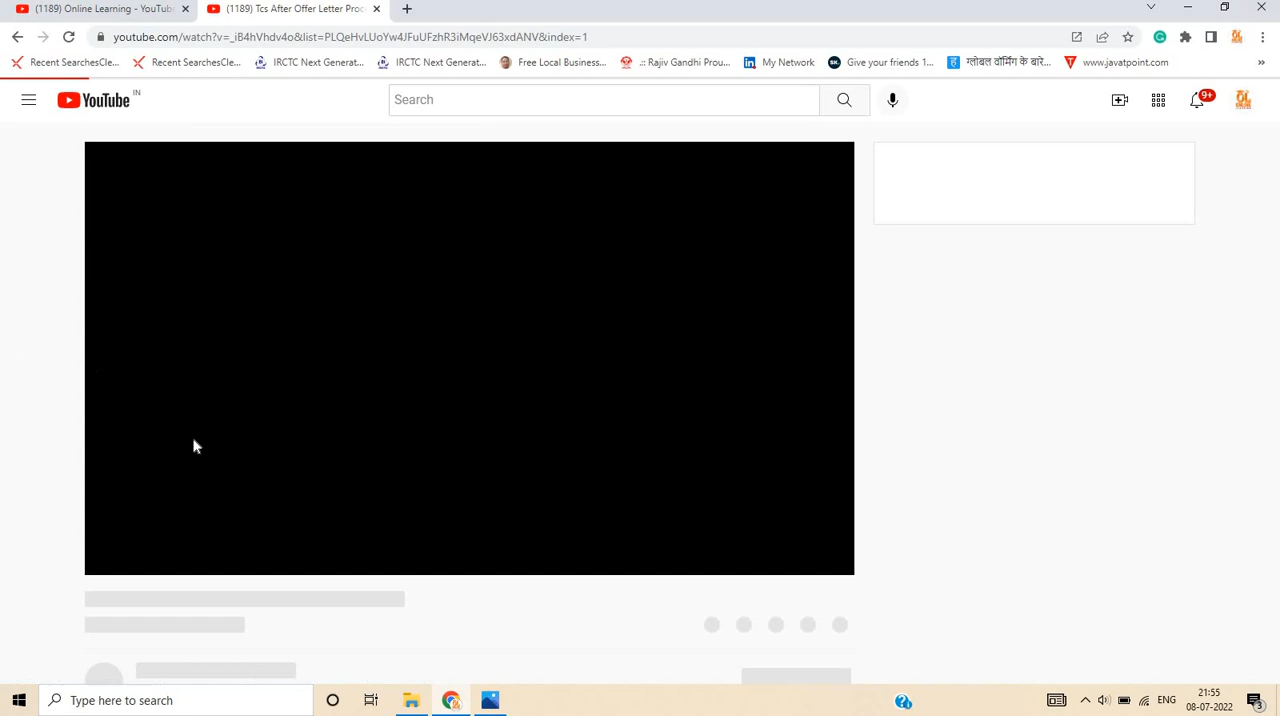 (1189) Online Learning - YouTube
(1189) Tcs After Offer Letter Proc
youtube.com/watch?v=_iB4hVhdv4o&list=PLQeHvLUoYw4JFuUFzhR3iMqeVJ63xdANV&index=1
Recent SearchesCle...
Recent SearchesCle...
IRCTC Next Generat...
IRCTC Next Generat...
Free Local Business...
.:: Rajiv Gandhi Prou...
My Network
SK.
Give your friends 1...
हिं
ग्लोबल वॉर्मिंग के बारे...
www.javatpoint.com
»
YouTube IN
Search
9+
Type here to search
ENG
21:55
08-07-2022
3